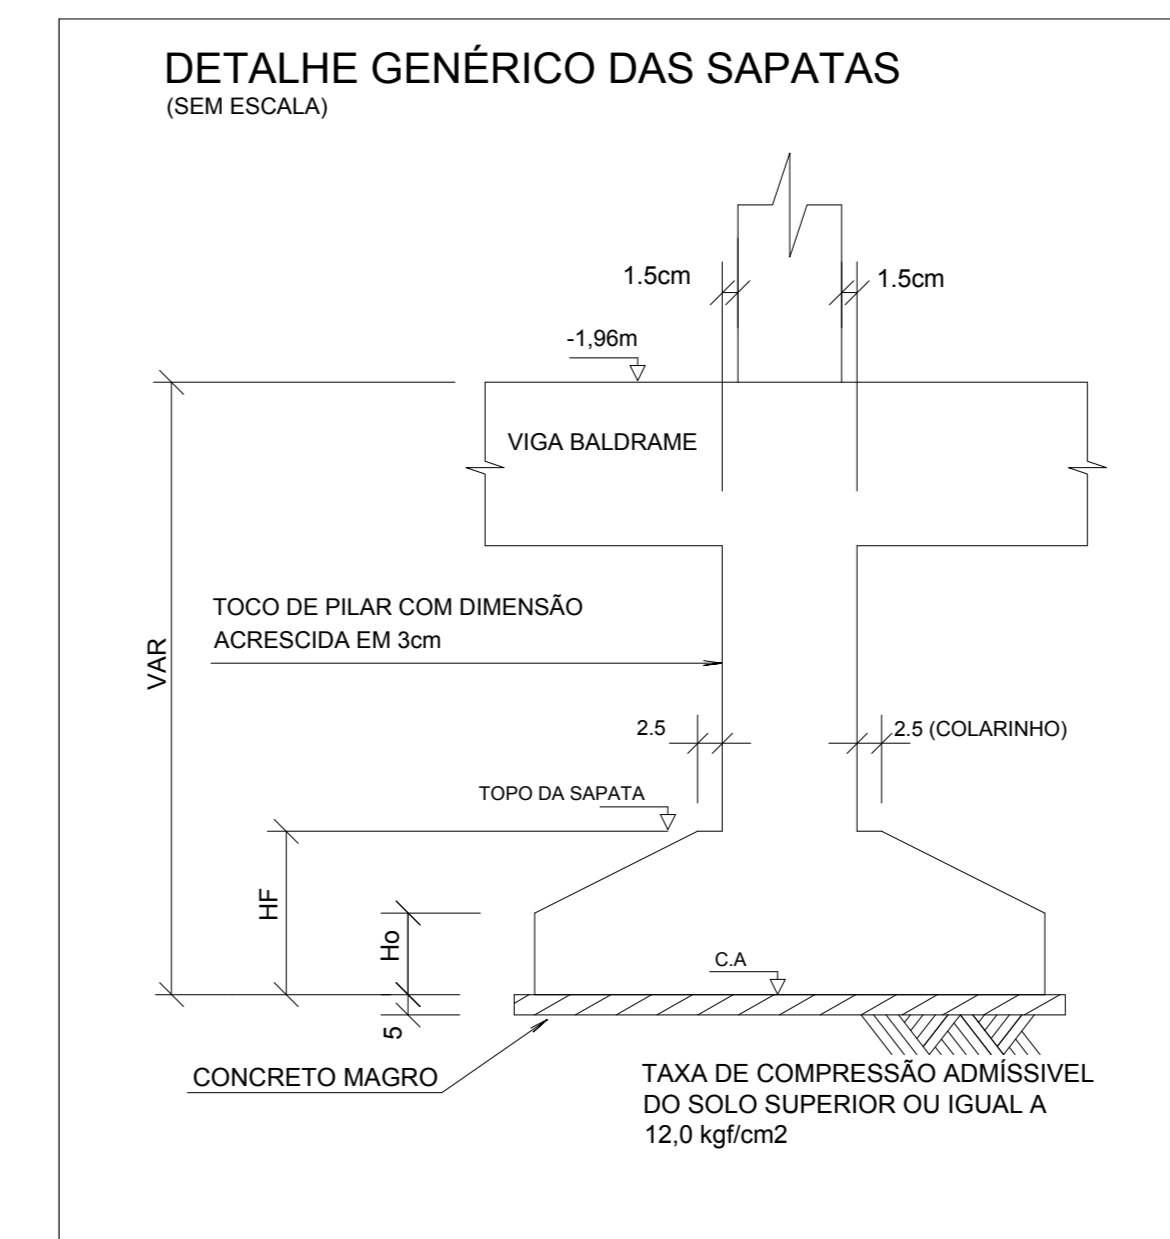 DETALHE GENÉRICO DAS SAPATAS
(SEM ESCALA)
1.5cm
1.5cm
-1,96m
VIGA BALDRAME
TOCO DE PILAR COM DIMENSÃO
ACRESCIDA EM 3cm
VAR
2.5
2.5 (COLARINHO)
TOPO DA SAPATA
HF
Ho
C.A
5
CONCRETO MAGRO
TAXA DE COMPRESSÃO ADMÍSSIVEL
DO SOLO SUPERIOR OU IGUAL A
12,0 kgf/cm2